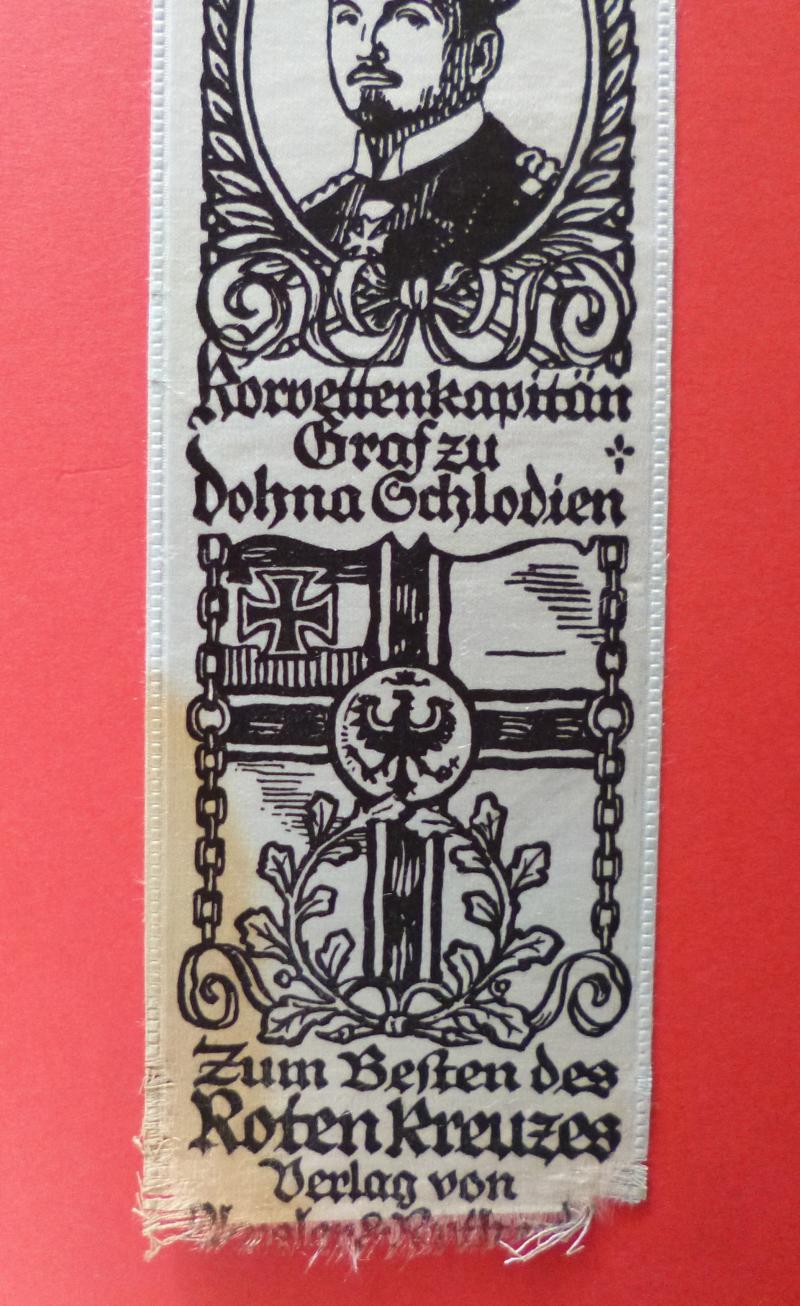 Korvettenkapitän
Graf zu
Dohna Schlodien
Zum Besten des
Roten Kreuzes
Verlag von